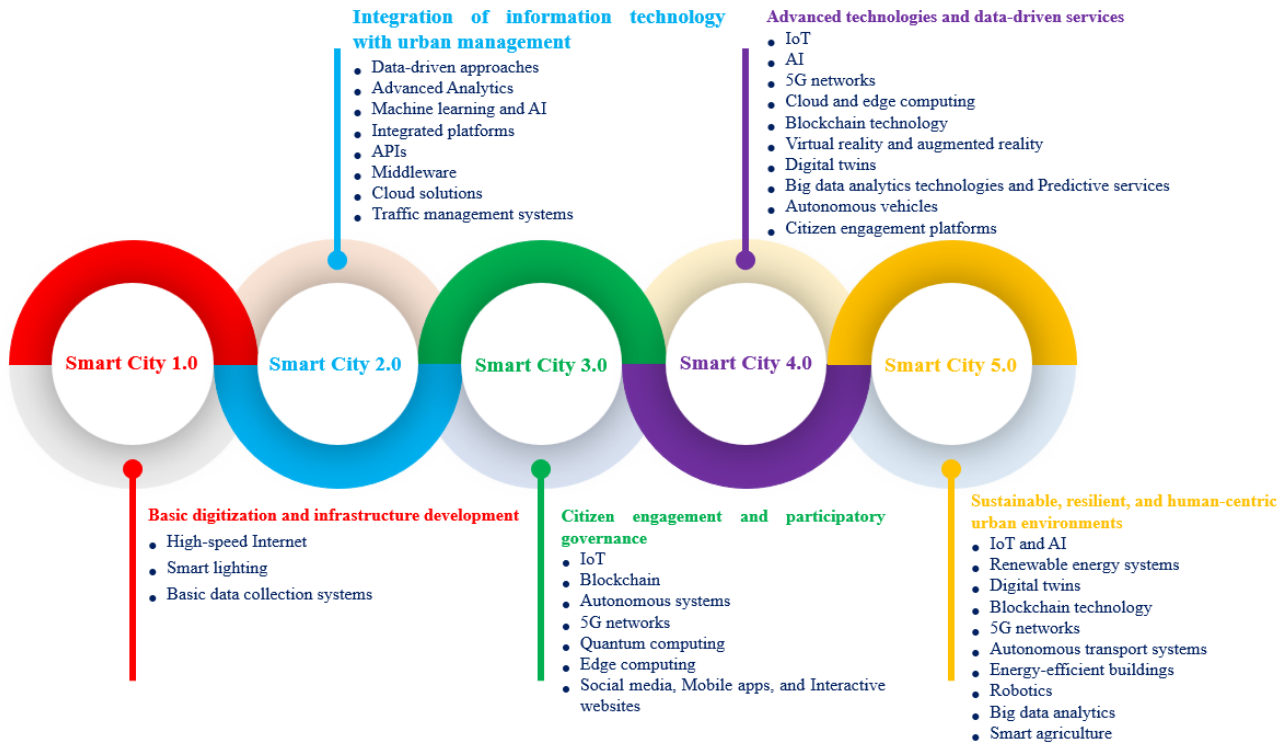 Integration of information technology
with urban management
Data-driven approaches
Advanced Analytics
Machine learning and AI
Integrated platforms
APIs
Middleware
Cloud solutions
Traffic management systems
Advanced technologies and data-driven services
IoT
AI
5G networks
Cloud and edge computing
Blockchain technology
Virtual reality and augmented reality
Digital twins
Big data analytics technologies and Predictive services
Autonomous vehicles
Citizen engagement platforms
Smart City 1.0
Smart City 2.0
Smart City 3.0
Smart City 4.0
Smart City 5.0
Basic digitization and infrastructure development
High-speed Internet
Smart lighting
Basic data collection systems
Citizen engagement and participatory
governance
IoT
Blockchain
Autonomous systems
5G networks
Quantum computing
Edge computing
Social media, Mobile apps, and Interactive
websites
Sustainable, resilient, and human-centric
urban environments
IoT and AI
Renewable energy systems
Digital twins
Blockchain technology
5G networks
Autonomous transport systems
Energy-efficient buildings
Robotics
Big data analytics
Smart agriculture